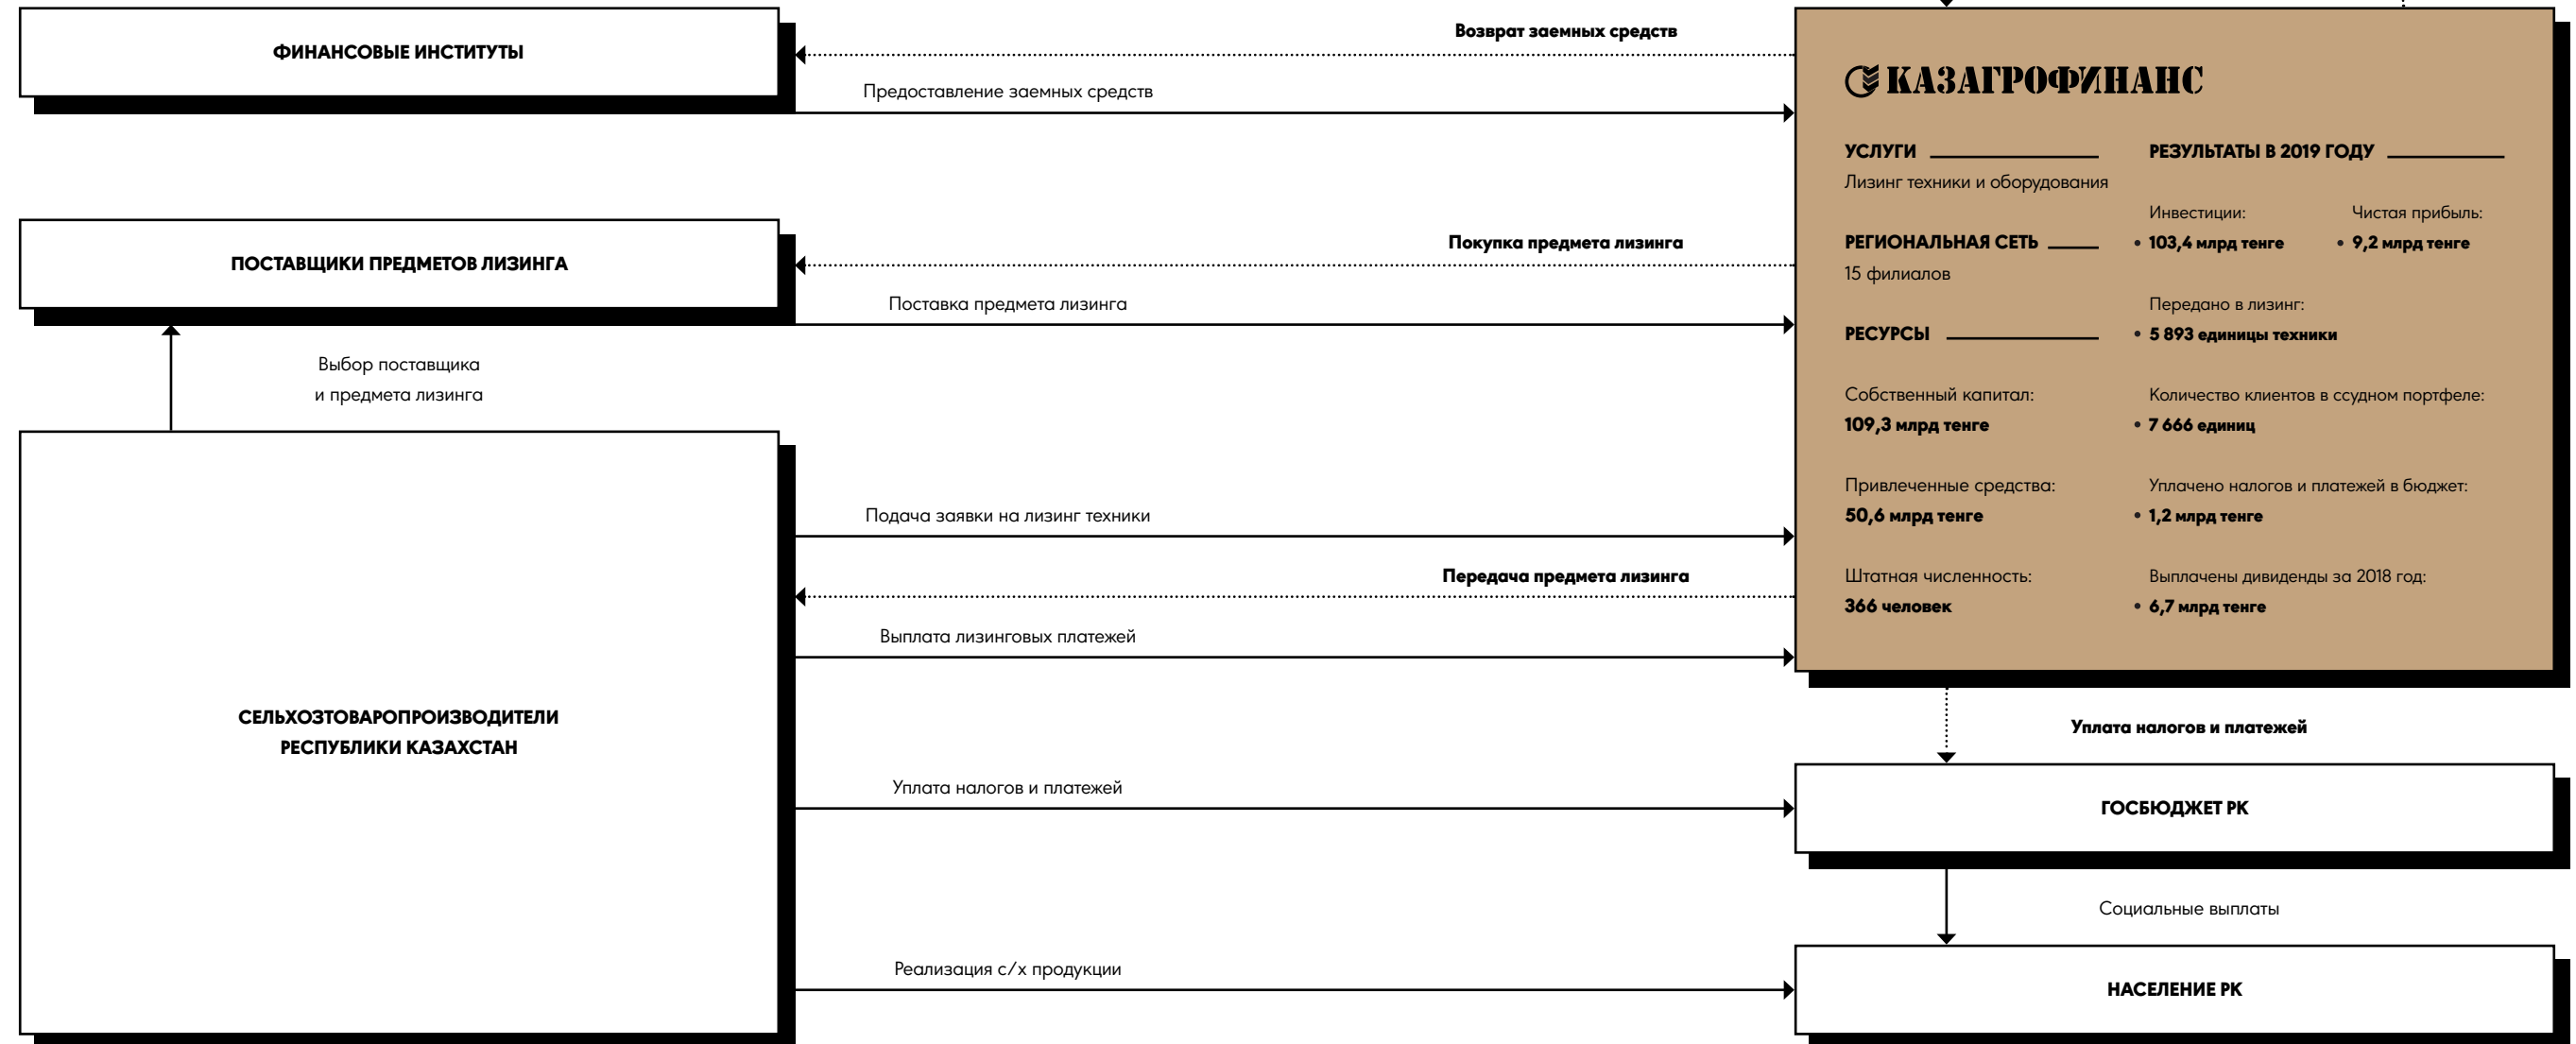 ФИНАНСОВЫЕ ИНСТИТУТЫ
Возврат заемных средств
Предоставление заемных средств
ПОСТАВЩИКИ ПРЕДМЕТОВ ЛИЗИНГА
Покупка предмета лизинга
Поставка предмета лизинга
Выбор поставщика
и предмета лизинга
СЕЛЬХОЗТОВАРОПРОИЗВОДИТЕЛИ
РЕСПУБЛИКИ КАЗАХСТАН
Подача заявки на лизинг техники
Передача предмета лизинга
Выплата лизинговых платежей
Уплата налогов и платежей
Реализация с/х продукции
КАЗАГРОФИНАНС
УСЛУГИ
Лизинг техники и оборудования
РЕГИОНАЛЬНАЯ СЕТЬ
15 филиалов
РЕСУРСЫ
Собственный капитал:
109,3 млрд тенге
Привлеченные средства:
50,6 млрд тенге
Штатная численность:
366 человек
РЕЗУЛЬТАТЫ В 2019 ГОДУ
Инвестиции:
• 103,4 млрд тенге
Чистая прибыль:
• 9,2 млрд тенге
Передано в лизинг:
• 5 893 единицы техники
Количество клиентов в ссудном портфеле:
• 7 666 единиц
Уплачено налогов и платежей в бюджет:
• 1,2 млрд тенге
Выплачены дивиденды за 2018 год:
• 6,7 млрд тенге
Уплата налогов и платежей
ГОСБЮДЖЕТ РК
Социальные выплаты
НАСЕЛЕНИЕ РК